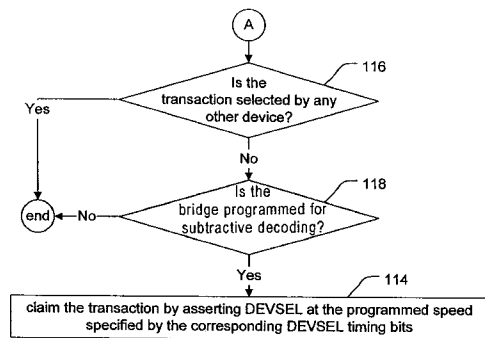 A
116
Is the
transaction selected by any
other device?
Yes
No
118
Is the
bridge programmed for
subtractive decoding?
end
No
Yes
114
claim the transaction by asserting DEVSEL at the programmed speed
specified by the corresponding DEVSEL timing bits